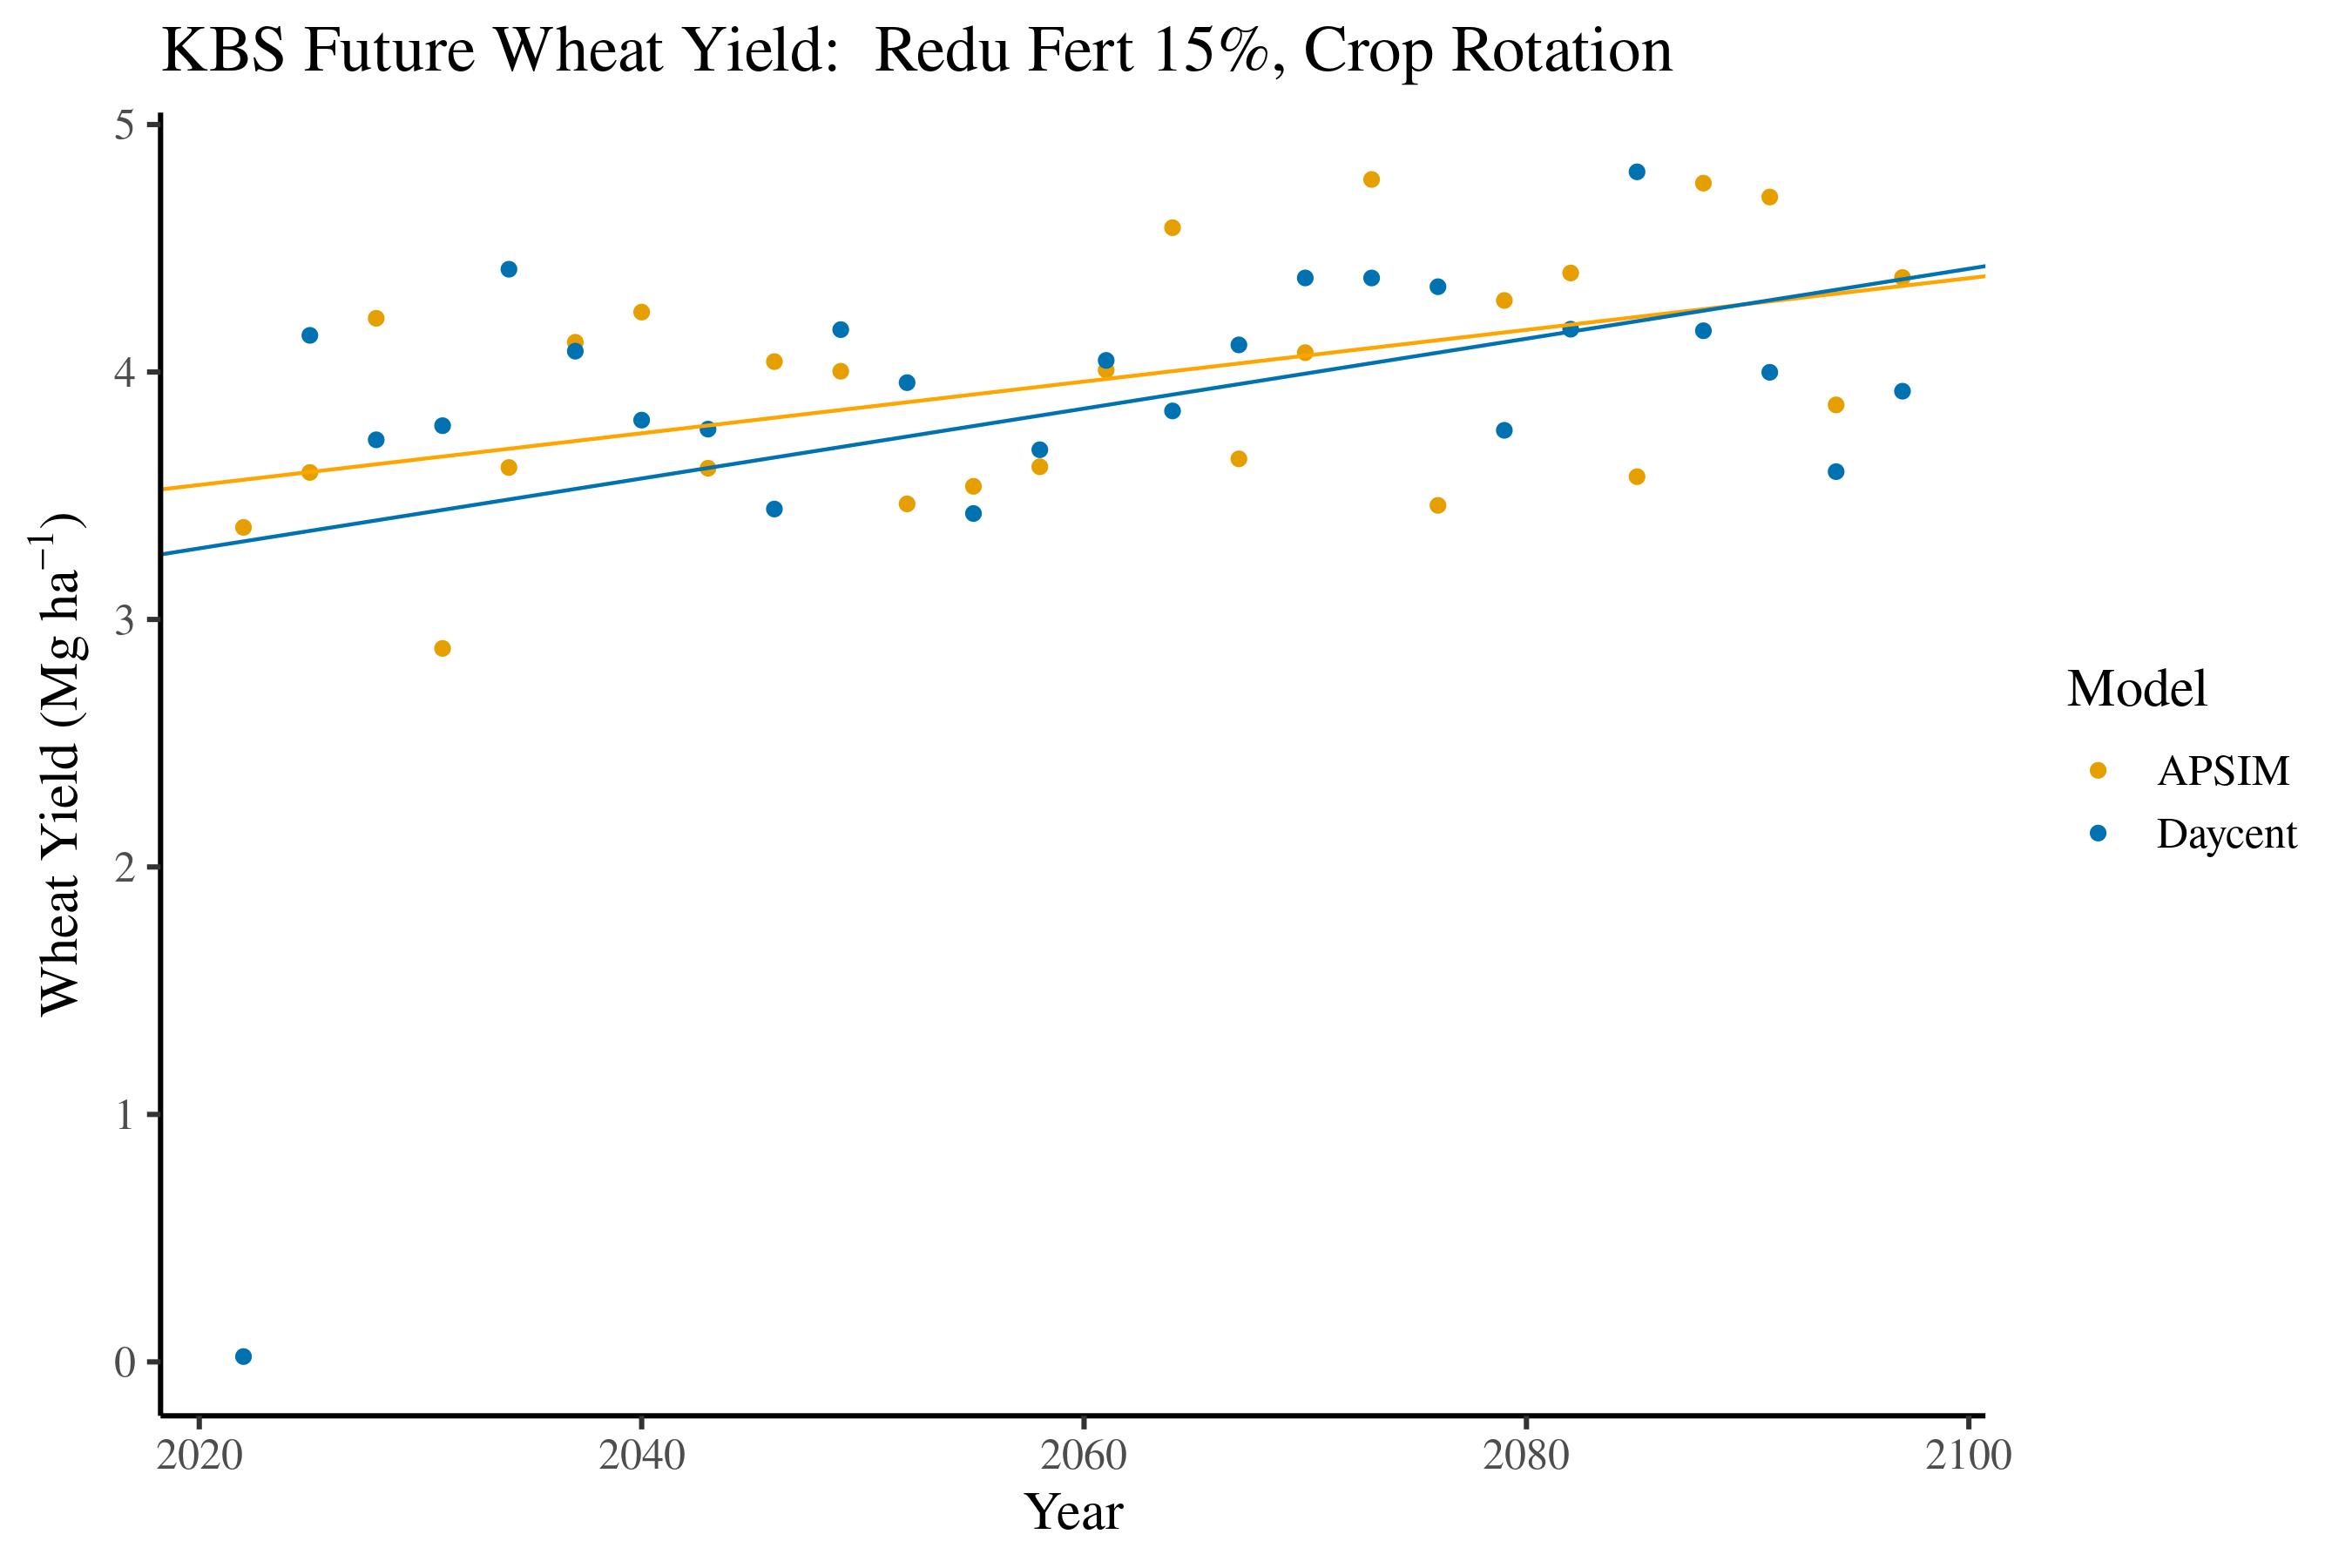 KBS Future Wheat Yield:  Redu Fert 15%, Crop Rotation
5
4
3
2
1
0
Wheat Yield (Mg ha⁻¹)
2020 2040 2060 2080 2100
Year
Model
APSIM
Daycent